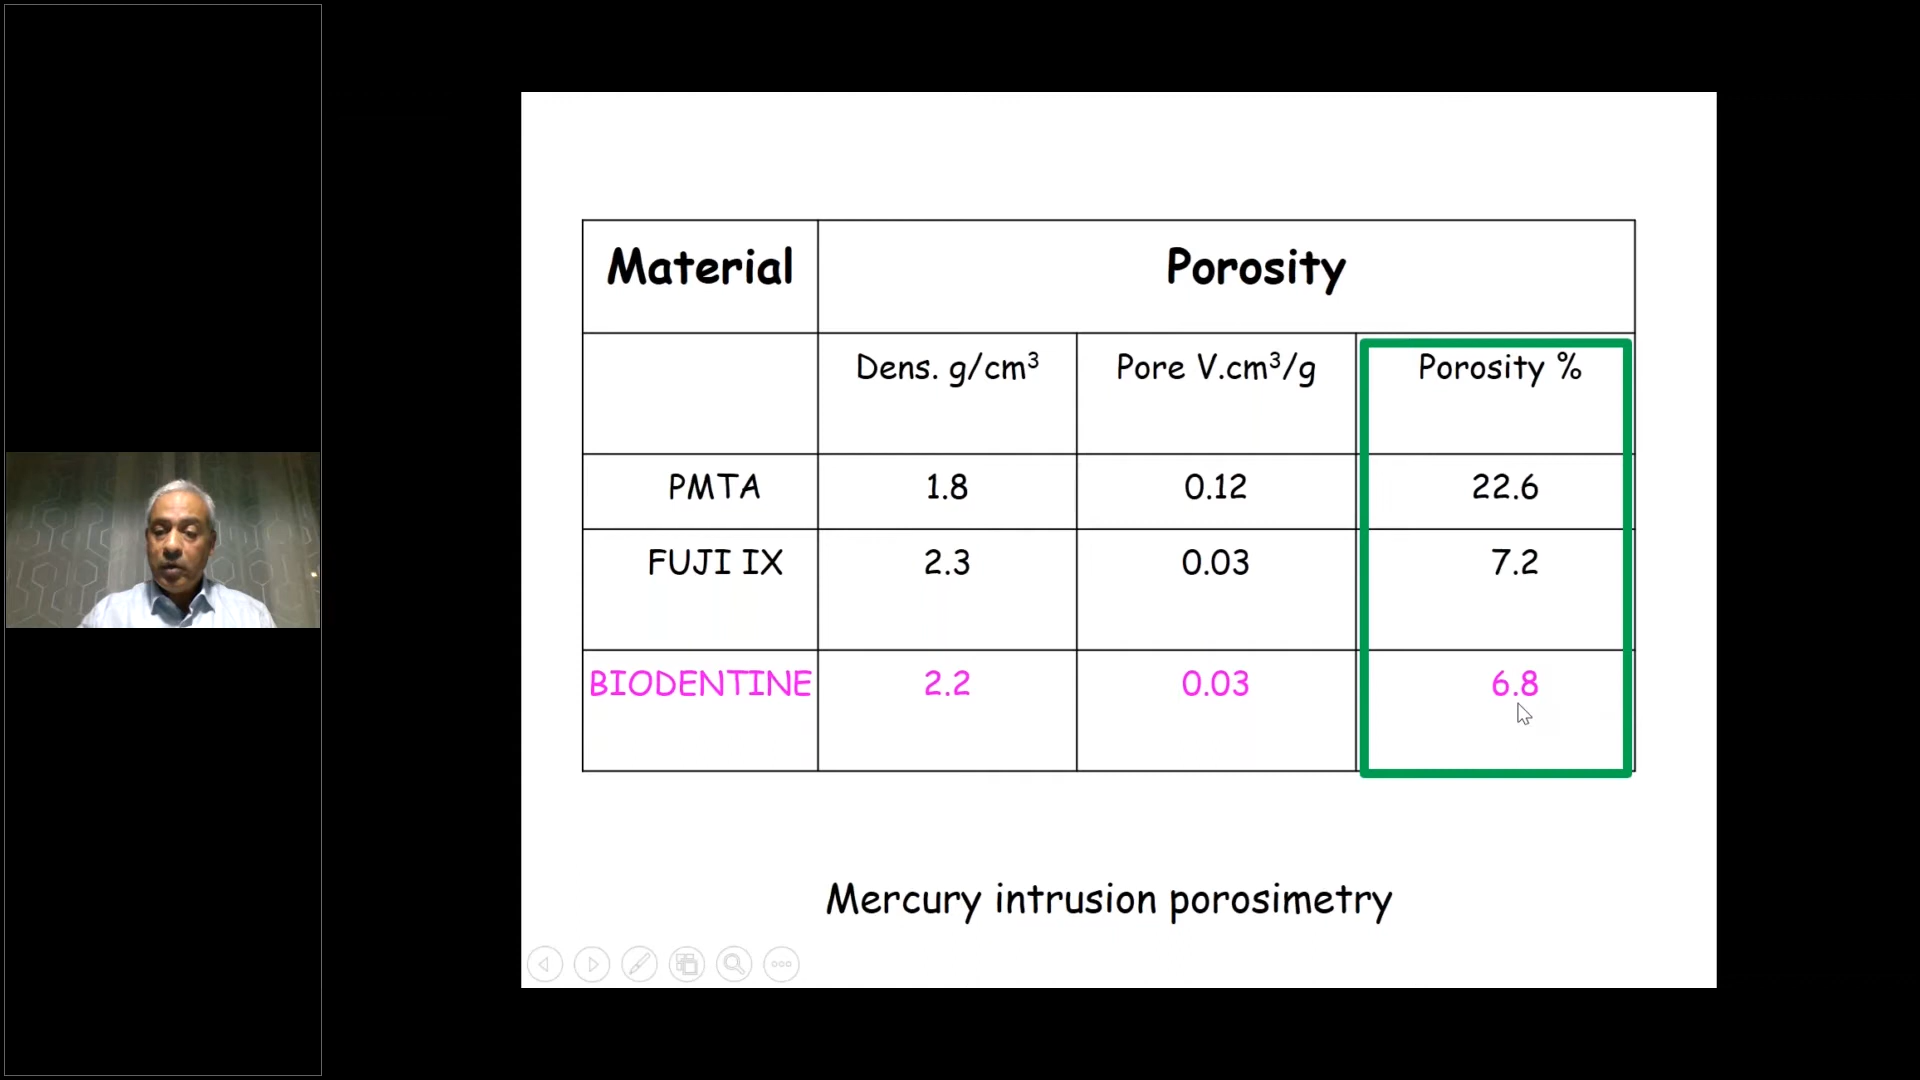 Material Porosity
Dens. g/cm³ Pore V.cm³/g Porosity %
PMTA 1.8 0.12 22.6
FUJI IX 2.3 0.03 7.2
BIODENTINE 2.2 0.03 6.8
Mercury intrusion porosimetry